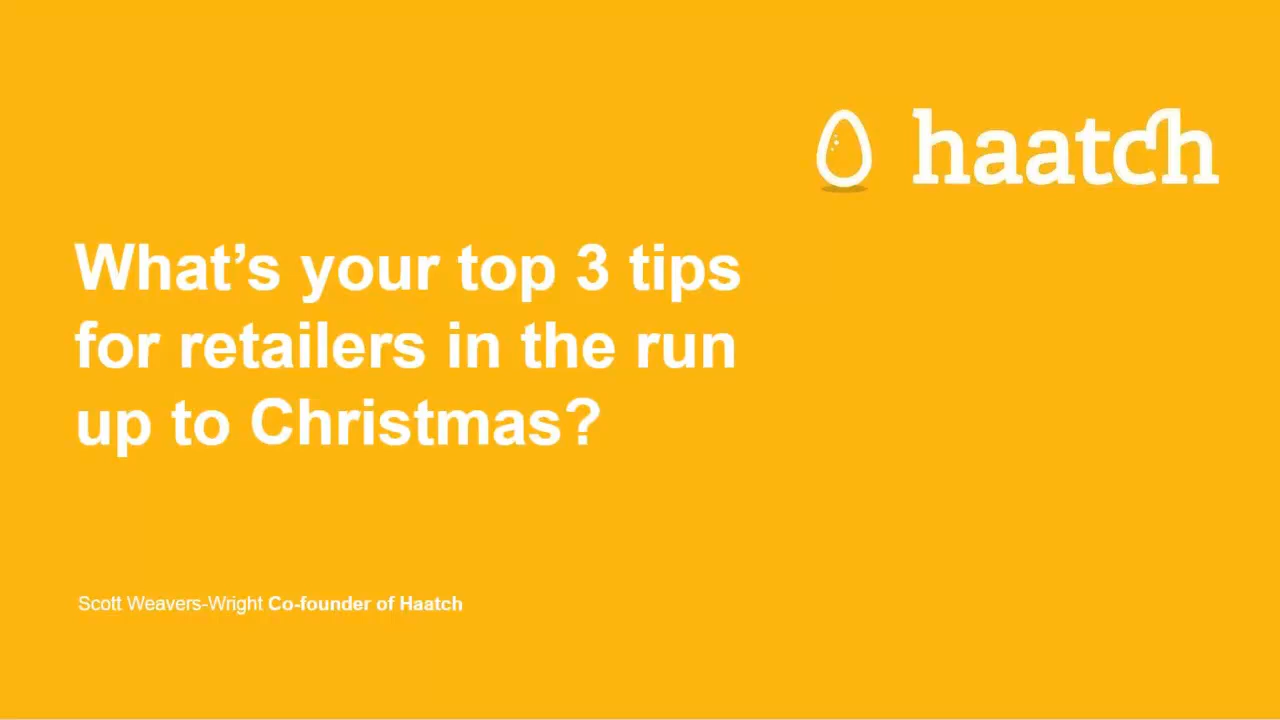 haatch
What’s your top 3 tips
for retailers in the run
up to Christmas?
Scott Weavers-Wright Co-founder of Haatch